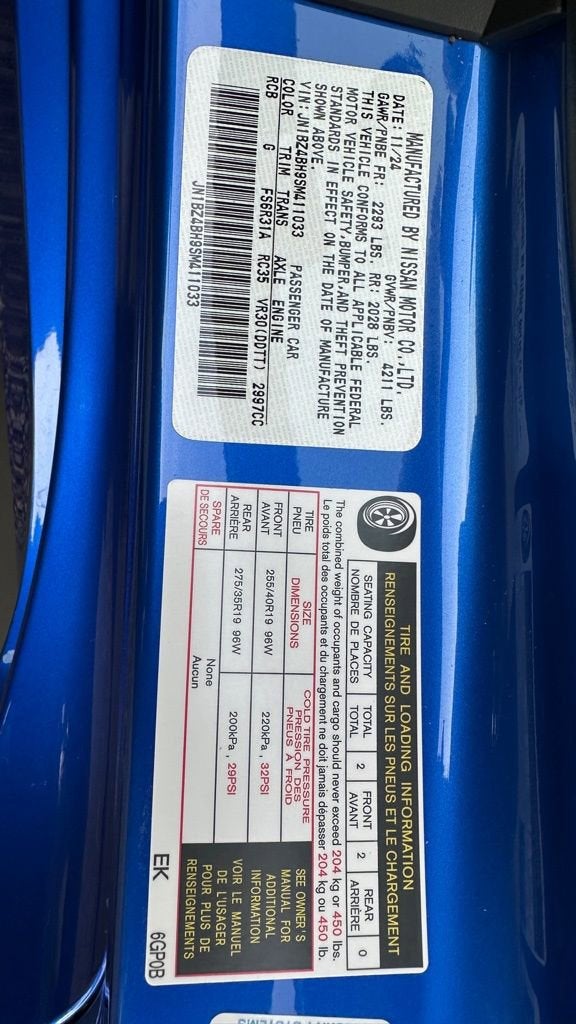 MANUFACTURED BY NISSAN MOTOR CO.,LTD.
DATE: 11/24 GVWR/PNBV: 4211 LBS.
GAWR/PNBE FR: 2293 LBS. RR: 2028 LBS.
THIS VEHICLE CONFORMS TO ALL APPLICABLE FEDERAL
MOTOR VEHICLE SAFETY,BUMPER,AND THEFT PREVENTION
STANDARDS IN EFFECT ON THE DATE OF MANUFACTURE
SHOWN ABOVE.
VIN: JN1BZ4BH9SM411033 PASSENGER CAR
COLOR TRIM TRANS AXLE ENGINE
RCB G FS6R31A RC35 VR30(DDTT) 2997CC
JN1BZ4BH9SM411033
TIRE AND LOADING INFORMATION
RENSEIGNEMENTS SUR LES PNEUS ET LE CHARGEMENT
SEATING CAPACITY TOTAL 2 FRONT 2 REAR 0
NOMBRE DE PLACES TOTAL AVANT ARRIÈRE
The combined weight of occupants and cargo should never exceed 204 kg or 450 lbs.
Le poids total des occupants et du chargement ne doit jamais dépasser 204 kg ou 450 lb.
TIRE SIZE COLD TIRE PRESSURE
PNEU DIMENSIONS PRESSION DES
PNEUS À FROID
FRONT 255/40R19 96W 220kPa , 32PSI
AVANT
REAR 275/35R19 96W 200kPa , 29PSI
ARRIÈRE
SPARE None
DE SECOURS Aucun
SEE OWNER'S
MANUAL FOR
ADDITIONAL
INFORMATION
VOIR LE MANUEL
DE L'USAGER
POUR PLUS DE
RENSEIGNEMENTS
EK 6GP0B